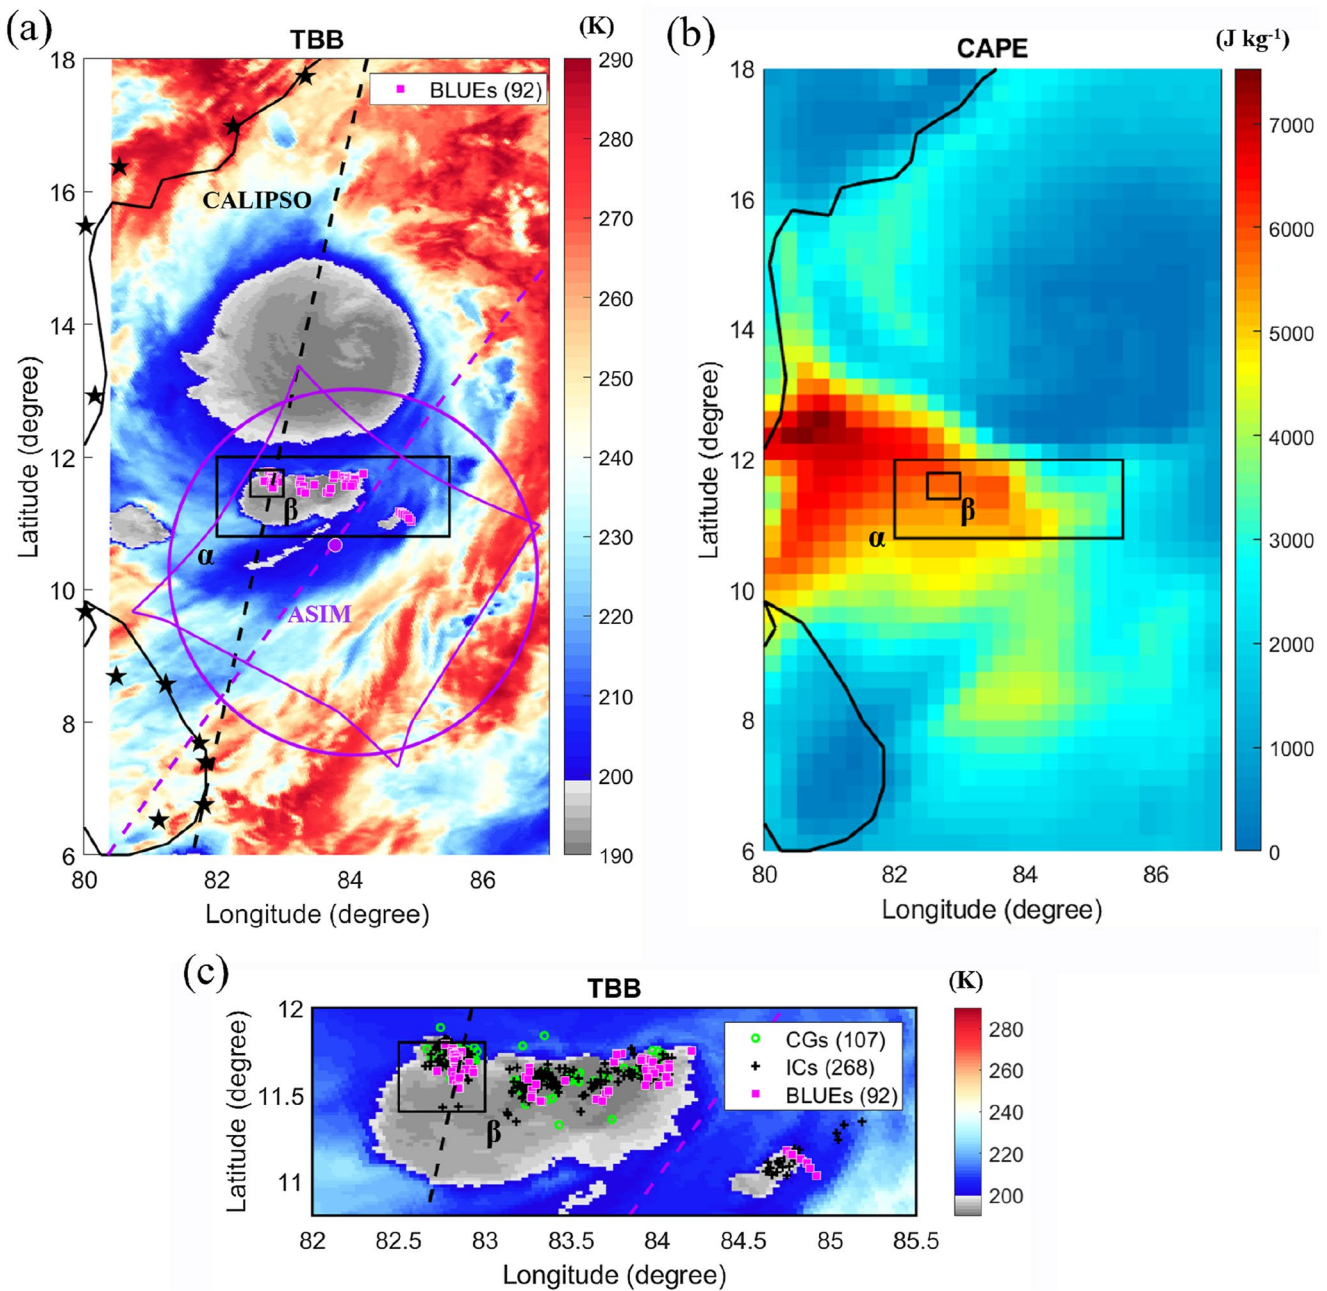 (a)
TBB
(K)
BLUEs (92)
CALIPSO
β
α
ASIM
18
16
14
12
10
8
6
80
82
84
86
Latitude (degree)
Longitude (degree)
290
280
270
260
250
240
230
220
210
200
190
(b)
CAPE
(J kg-1)
β
α
18
16
14
12
10
8
6
80
82
84
86
Latitude (degree)
Longitude (degree)
7000
6000
5000
4000
3000
2000
1000
0
(c)
TBB
(K)
CGs (107)
ICs (268)
BLUEs (92)
β
12
11.5
11
82
82.5
83
83.5
84
84.5
85
85.5
Latitude (degree)
Longitude (degree)
280
260
240
220
200